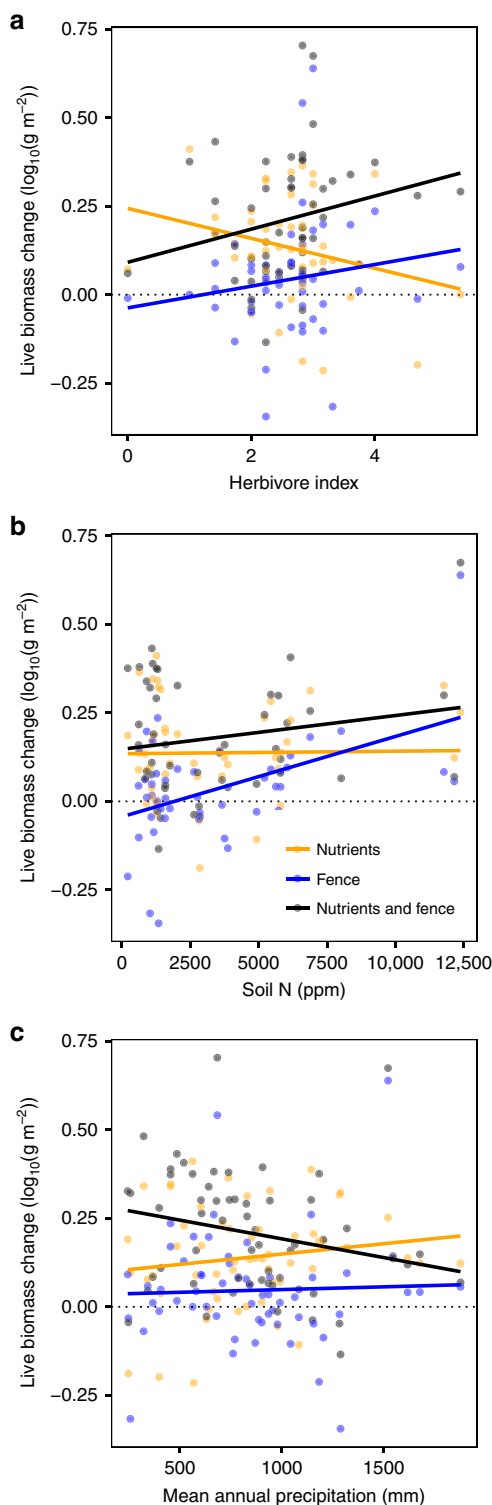 a
Live biomass change (log10(g m−2))
0.75
0.50
0.25
0.00
−0.25
0 2 4
Herbivore index
b
Live biomass change (log10(g m−2))
0.75
0.50
0.25
0.00
−0.25
Nutrients
Fence
Nutrients and fence
0 2500 5000 7500 10,000 12,500
Soil N (ppm)
c
Live biomass change (log10(g m−2))
0.75
0.50
0.25
0.00
−0.25
500 1000 1500
Mean annual precipitation (mm)